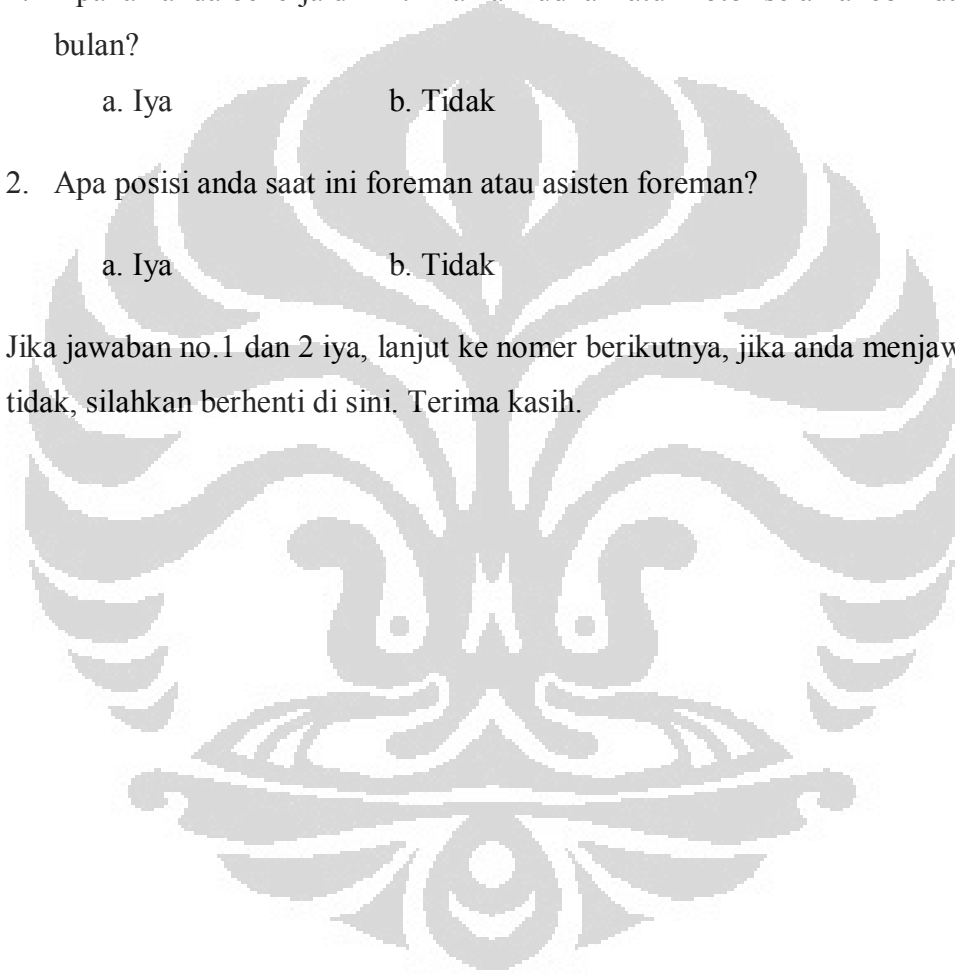 bulan?
a. Iya b. Tidak
2. Apa posisi anda saat ini foreman atau asisten foreman?
a. Iya b. Tidak
Jika jawaban no.1 dan 2 iya, lanjut ke nomer berikutnya, jika anda menjaw
tidak, silahkan berhenti di sini. Terima kasih.